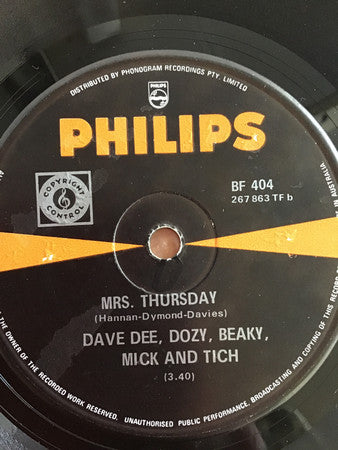 DISTRIBUTED BY PHONOGRAM RECORDINGS PTY. LIMITED
PHILIPS
PHILIPS
COPYRIGHT
CONTROL
BF 404
267 863 TF b
IN AUSTRALIA
MRS. THURSDAY
(Hannan-Dymond-Davies)
DAVE DEE, DOZY, BEAKY,
MICK AND TICH
(3.40)
THE OWNER OF THE RECORDED WORK RESERVED. UNAUTHORISED PUBLIC PERFORMANCE, BROADCASTING AND COPYING OF THIS RECORD